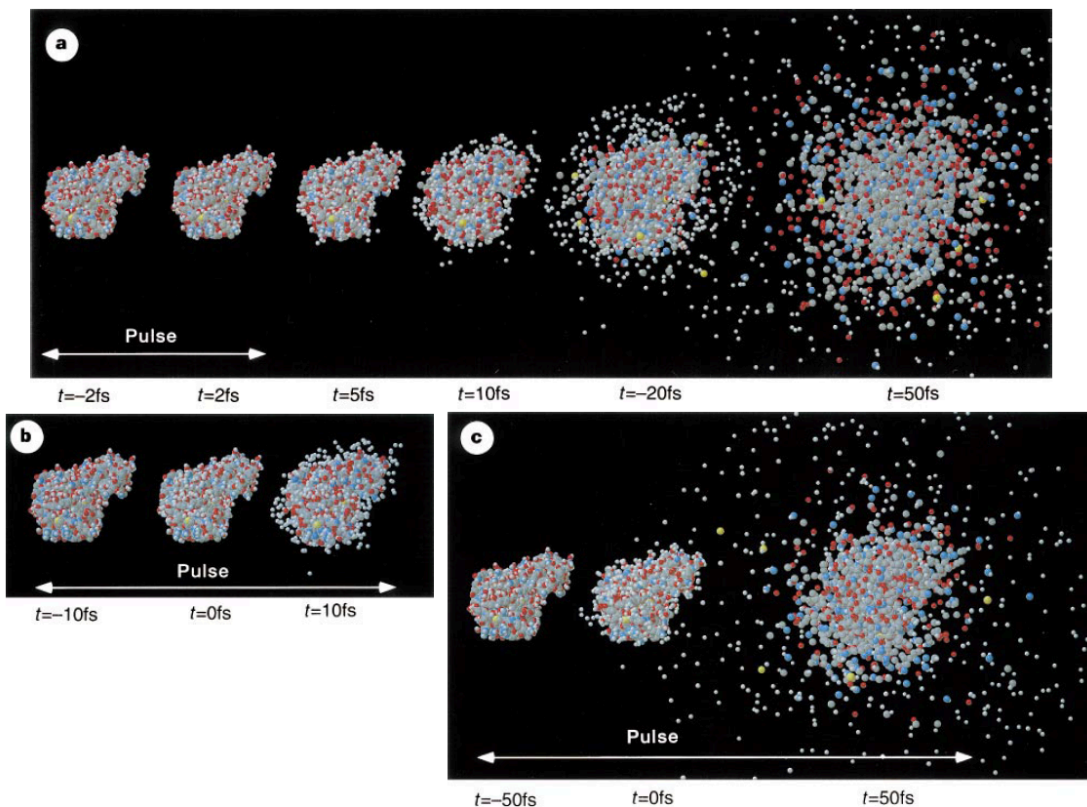 a
Pulse
t=–2fs t=2fs t=5fs t=10fs t=–20fs t=50fs
b
Pulse
t=–10fs t=0fs t=10fs
c
Pulse
t=–50fs t=0fs t=50fs